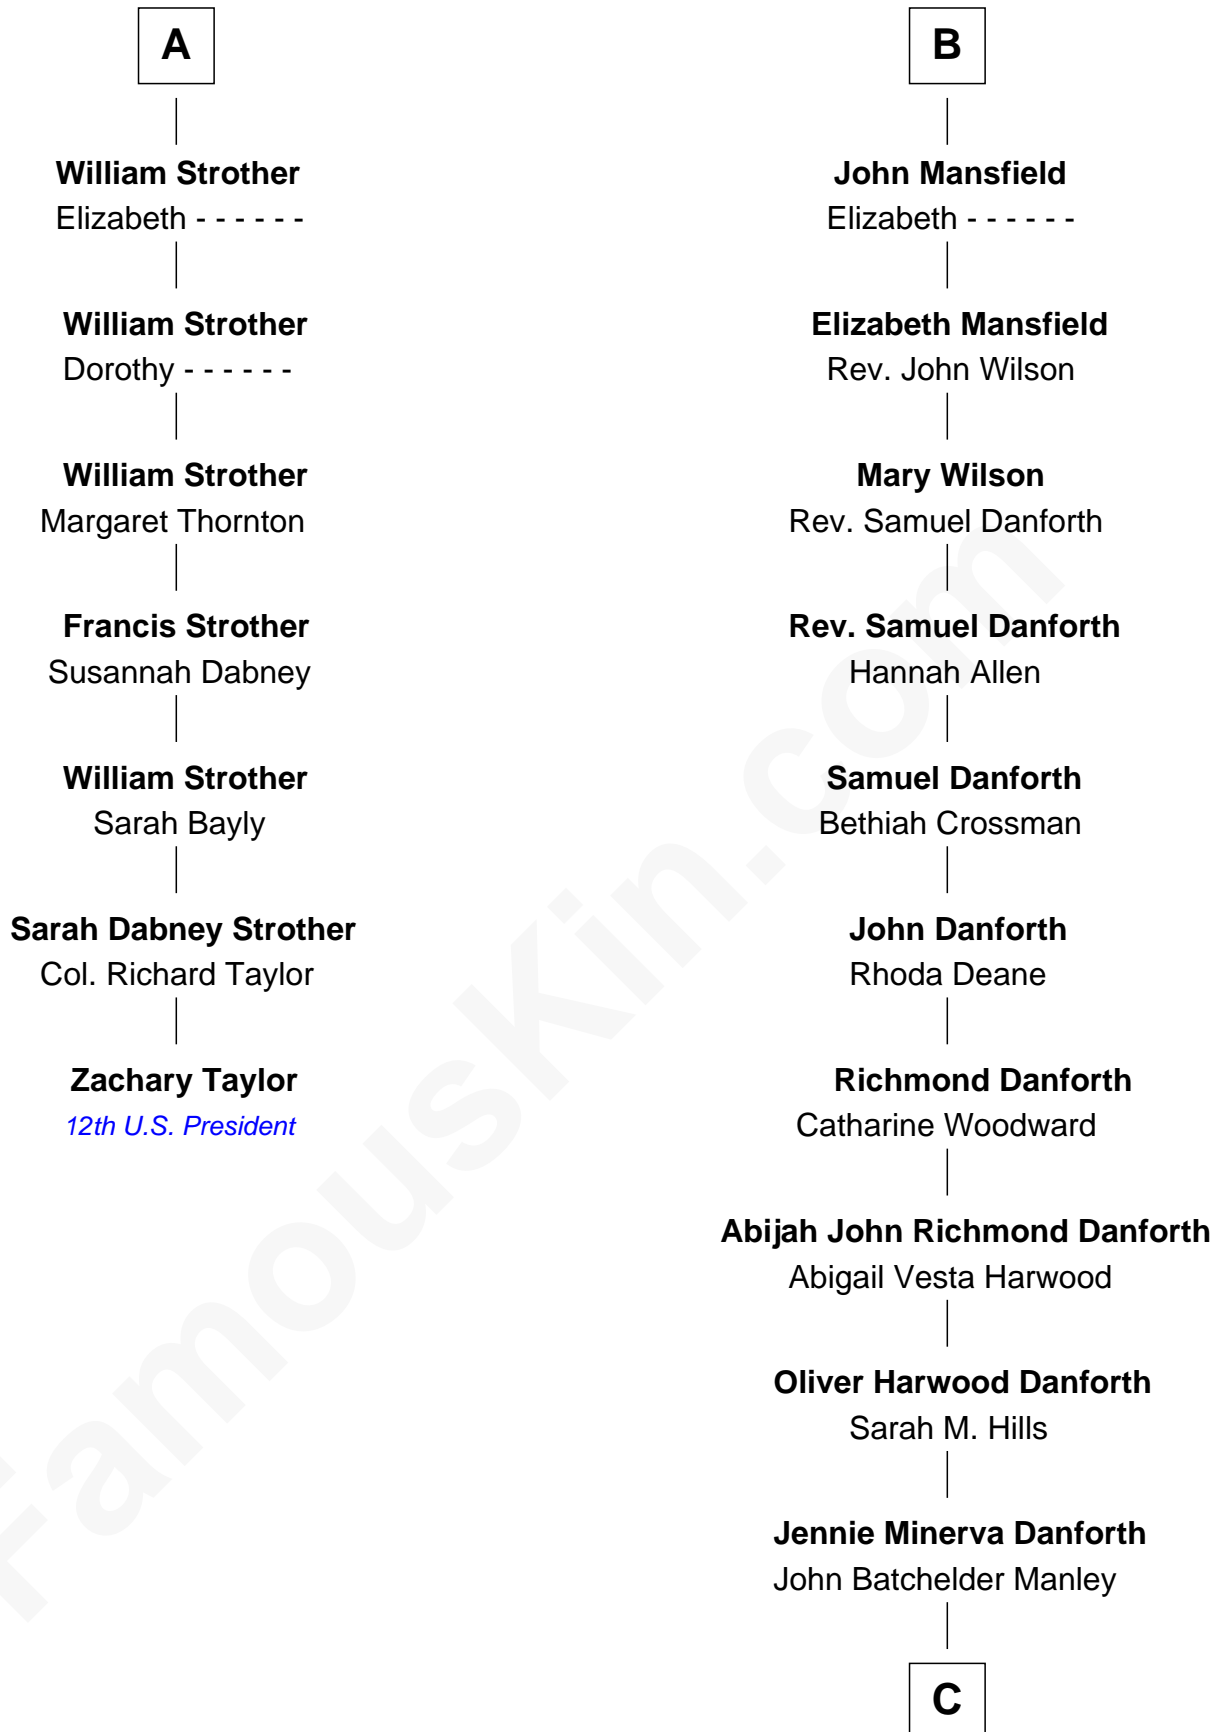 A
William Strother
Elizabeth - - - - - -
William Strother
Dorothy - - - - - -
William Strother
Margaret Thornton
Francis Strother
Susannah Dabney
William Strother
Sarah Bayly
Sarah Dabney Strother
Col. Richard Taylor
Zachary Taylor
12th U.S. President
B
John Mansfield
Elizabeth - - - - - -
Elizabeth Mansfield
Rev. John Wilson
Mary Wilson
Rev. Samuel Danforth
Rev. Samuel Danforth
Hannah Allen
Samuel Danforth
Bethiah Crossman
John Danforth
Rhoda Deane
Richmond Danforth
Catharine Woodward
Abijah John Richmond Danforth
Abigail Vesta Harwood
Oliver Harwood Danforth
Sarah M. Hills
Jennie Minerva Danforth
John Batchelder Manley
C
FamousKin.com